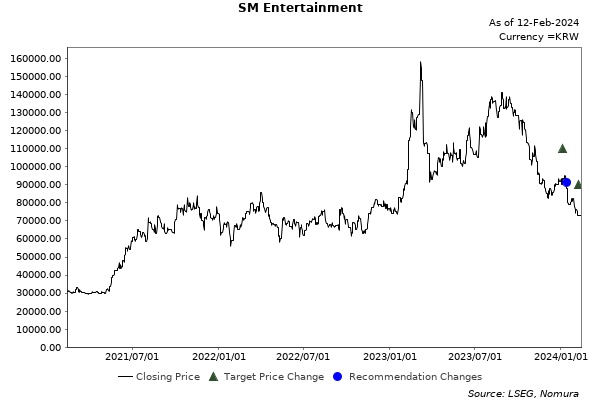 SM Entertainment
As of 12-Feb-2024
Currency =KRW
160000.00
150000.00
140000.00
130000.00
120000.00
110000.00
100000.00
90000.00
80000.00
70000.00
60000.00
50000.00
40000.00
30000.00
20000.00
10000.00
0.00
2021/07/01 2022/01/01 2022/07/01 2023/01/01 2023/07/01 2024/01/01
Closing Price Target Price Change Recommendation Changes
Source: LSEG, Nomura